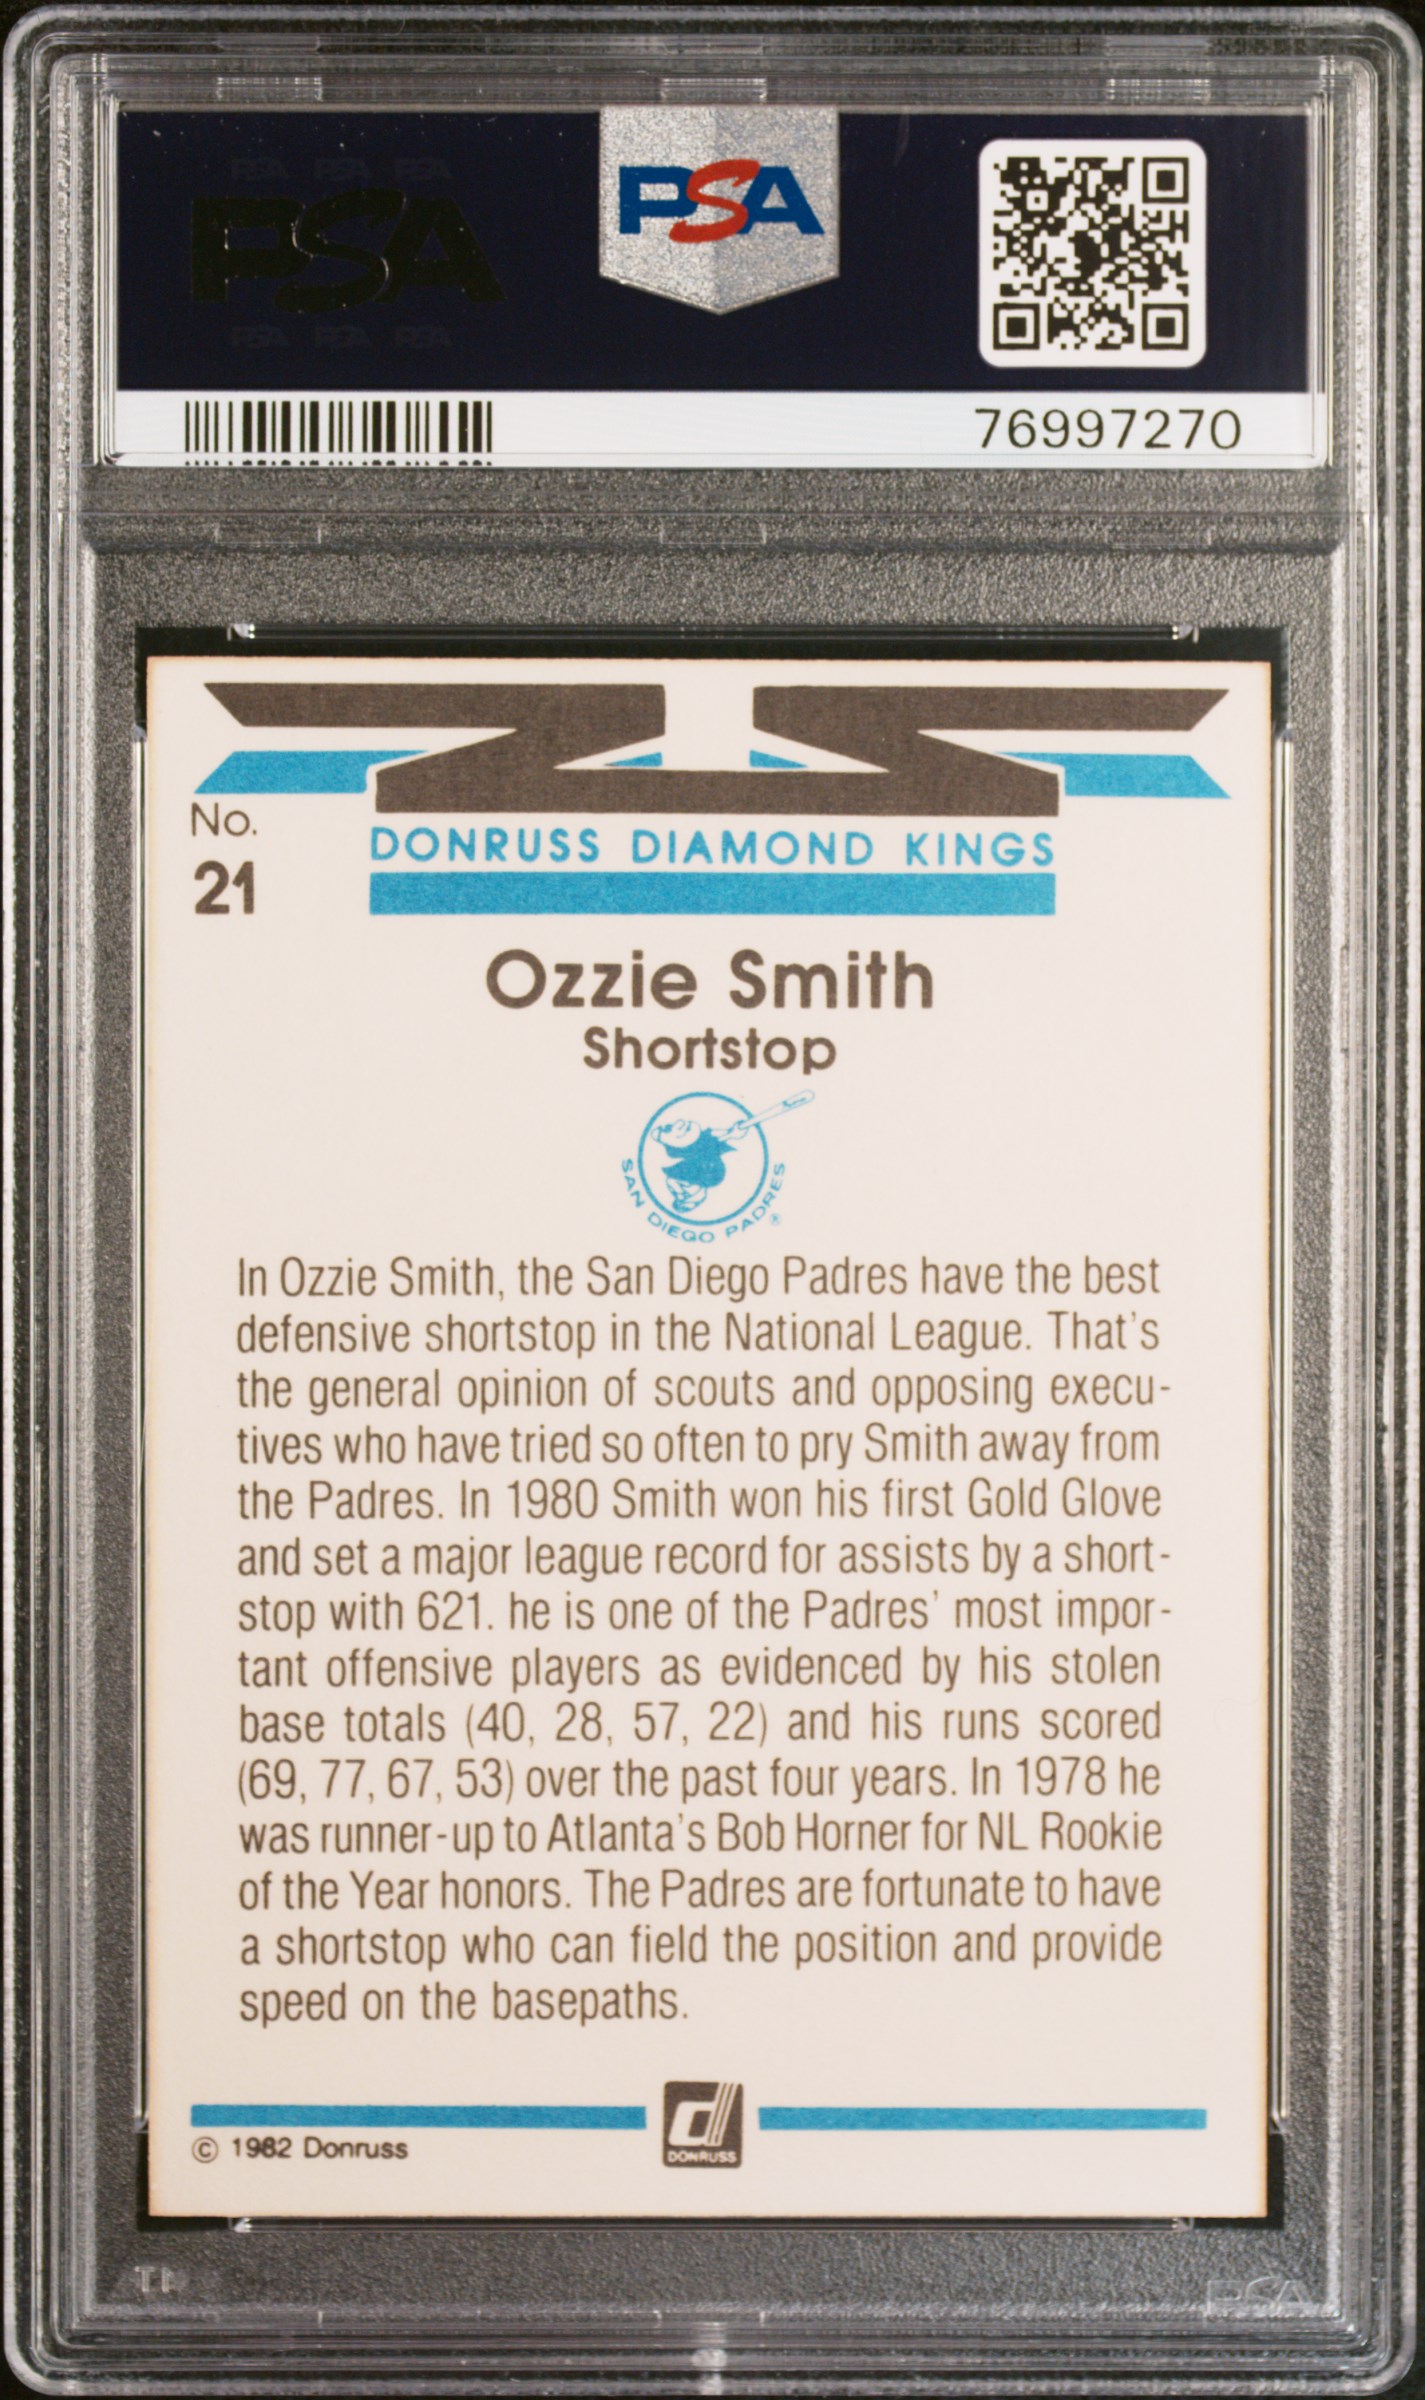 PSA PSA PSA
PSA
PSA PSA PSA
PSA
76997270
No.
21
DONRUSS DIAMOND KINGS
Ozzie Smith
Shortstop
SAN DIEGO PADRES ®
In Ozzie Smith, the San Diego Padres have the best
defensive shortstop in the National League. That's
the general opinion of scouts and opposing execu-
tives who have tried so often to pry Smith away from
the Padres. In 1980 Smith won his first Gold Glove
and set a major league record for assists by a short-
stop with 621. he is one of the Padres' most impor-
tant offensive players as evidenced by his stolen
base totals (40, 28, 57, 22) and his runs scored
(69, 77, 67, 53) over the past four years. In 1978 he
was runner-up to Atlanta's Bob Horner for NL Rookie
of the Year honors. The Padres are fortunate to have
a shortstop who can field the position and provide
speed on the basepaths.
© 1982 Donruss
d
DONRUSS
PSA